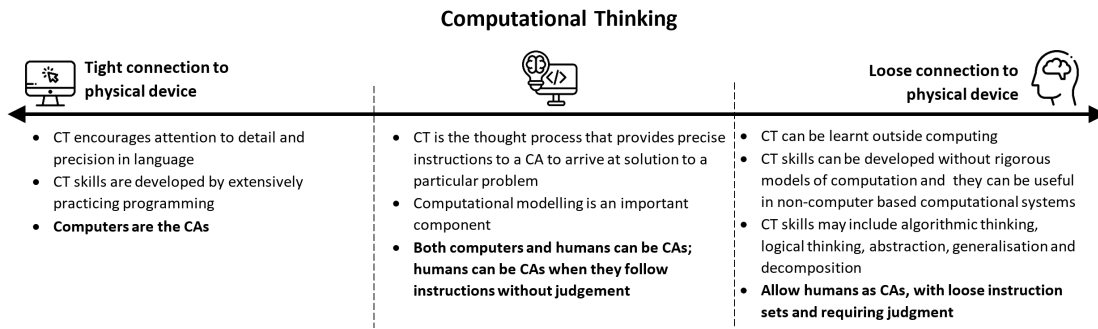 Computational Thinking
Tight connection to
physical device
</>
Loose connection to
physical device
• CT encourages attention to detail and
precision in language
• CT skills are developed by extensively
practicing programming
• Computers are the CAs
• CT is the thought process that provides precise
instructions to a CA to arrive at solution to a
particular problem
• Computational modelling is an important
component
• Both computers and humans can be CAs;
humans can be CAs when they follow
instructions without judgement
• CT can be learnt outside computing
• CT skills can be developed without rigorous
models of computation and they can be useful
in non-computer based computational systems
• CT skills may include algorithmic thinking,
logical thinking, abstraction, generalisation and
decomposition
• Allow humans as CAs, with loose instruction
sets and requiring judgment